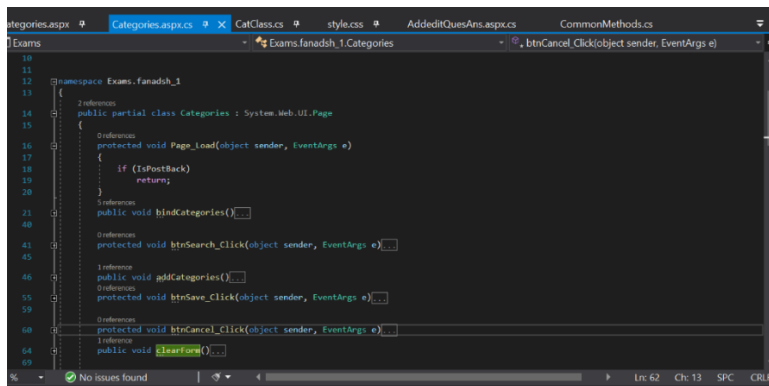 ategories.aspx Categories.aspx.cs CatClass.cs style.css AddeditQuesAns.aspx.cs CommonMethods.cs
Exams Exams.fanadsh_1.Categories btnCancel_Click(object sender, EventArgs e)
10
11
12 namespace Exams.fanadsh_1
13 {
2 references
14 public partial class Categories : System.Web.UI.Page
15 {
0 references
16 protected void Page_Load(object sender, EventArgs e)
17 {
18 if (IsPostBack)
19 return;
20 }
5 references
21 public void bindCategories()...
40
0 references
41 protected void btnSearch_Click(object sender, EventArgs e)...
45
1 reference
46 public void addCategories()...
0 references
55 protected void btnSave_Click(object sender, EventArgs e)...
59
0 references
60 protected void btnCancel_Click(object sender, EventArgs e)...
1 reference
64 public void clearForm()...
69
% No issues found Ln: 62 Ch: 13 SPC CRL